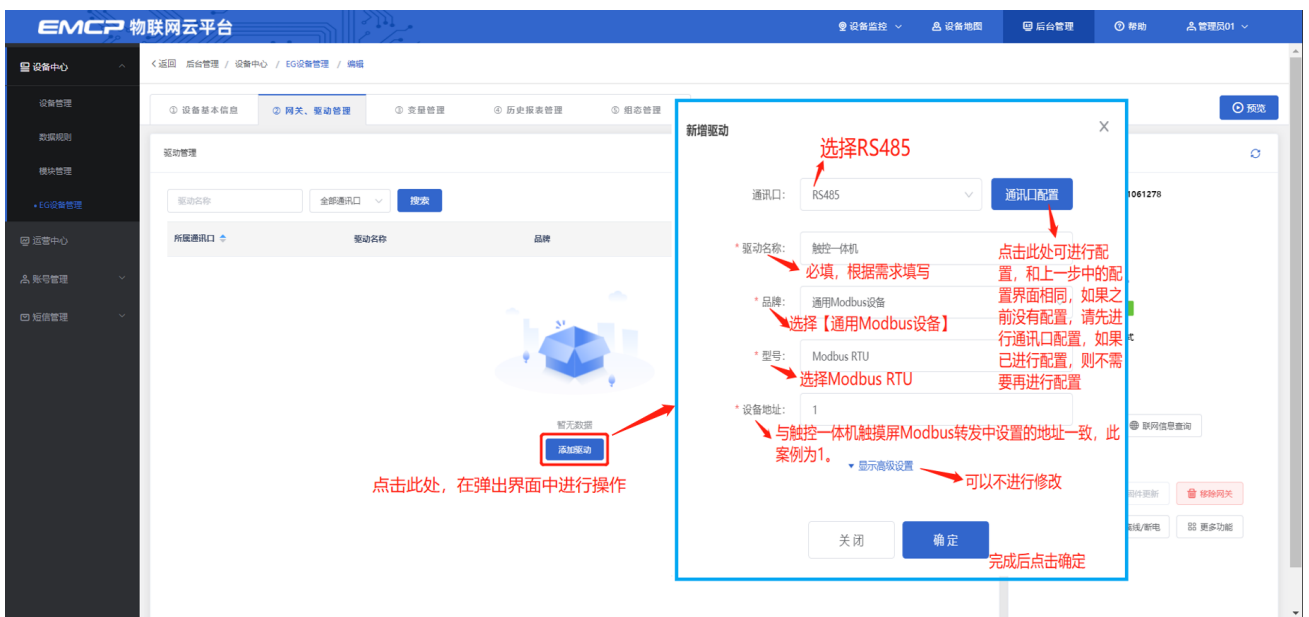 EMCP 物联网云平台
设备监控
设备地图
后台管理
帮助
管理员01
设备中心
设备管理
数据规则
模块管理
EG设备管理
运营中心
账号管理
短信管理
<返回 后台管理 / 设备中心 / EG设备管理 / 编辑
① 设备基本信息
② 网关、驱动管理
③ 变量管理
④ 历史报表管理
⑤ 组态管理
预览
驱动管理
驱动名称
全部通讯口
搜索
所属通讯口
驱动名称
品牌
暂无数据
添加驱动
点击此处，在弹出界面中进行操作
新增驱动
X
选择RS485
通讯口：
RS485
通讯口配置
* 驱动名称：
触控一体机
必填，根据需求填写
点击此处可进行配
置，和上一步中的配
置界面相同，如果之
前没有配置，请先进
行通讯口配置，如果
已进行配置，则不需
要再进行配置
* 品牌：
通用Modbus设备
选择【通用Modbus设备】
* 型号：
Modbus RTU
选择Modbus RTU
* 设备地址：
1
与触控一体机触摸屏Modbus转发中设置的地址一致，此
案例为1。
显示高级设置
可以不进行修改
关闭
确定
完成后点击确定
1061278
联网信息查询
件更新
移除网关
离线/断电
更多功能